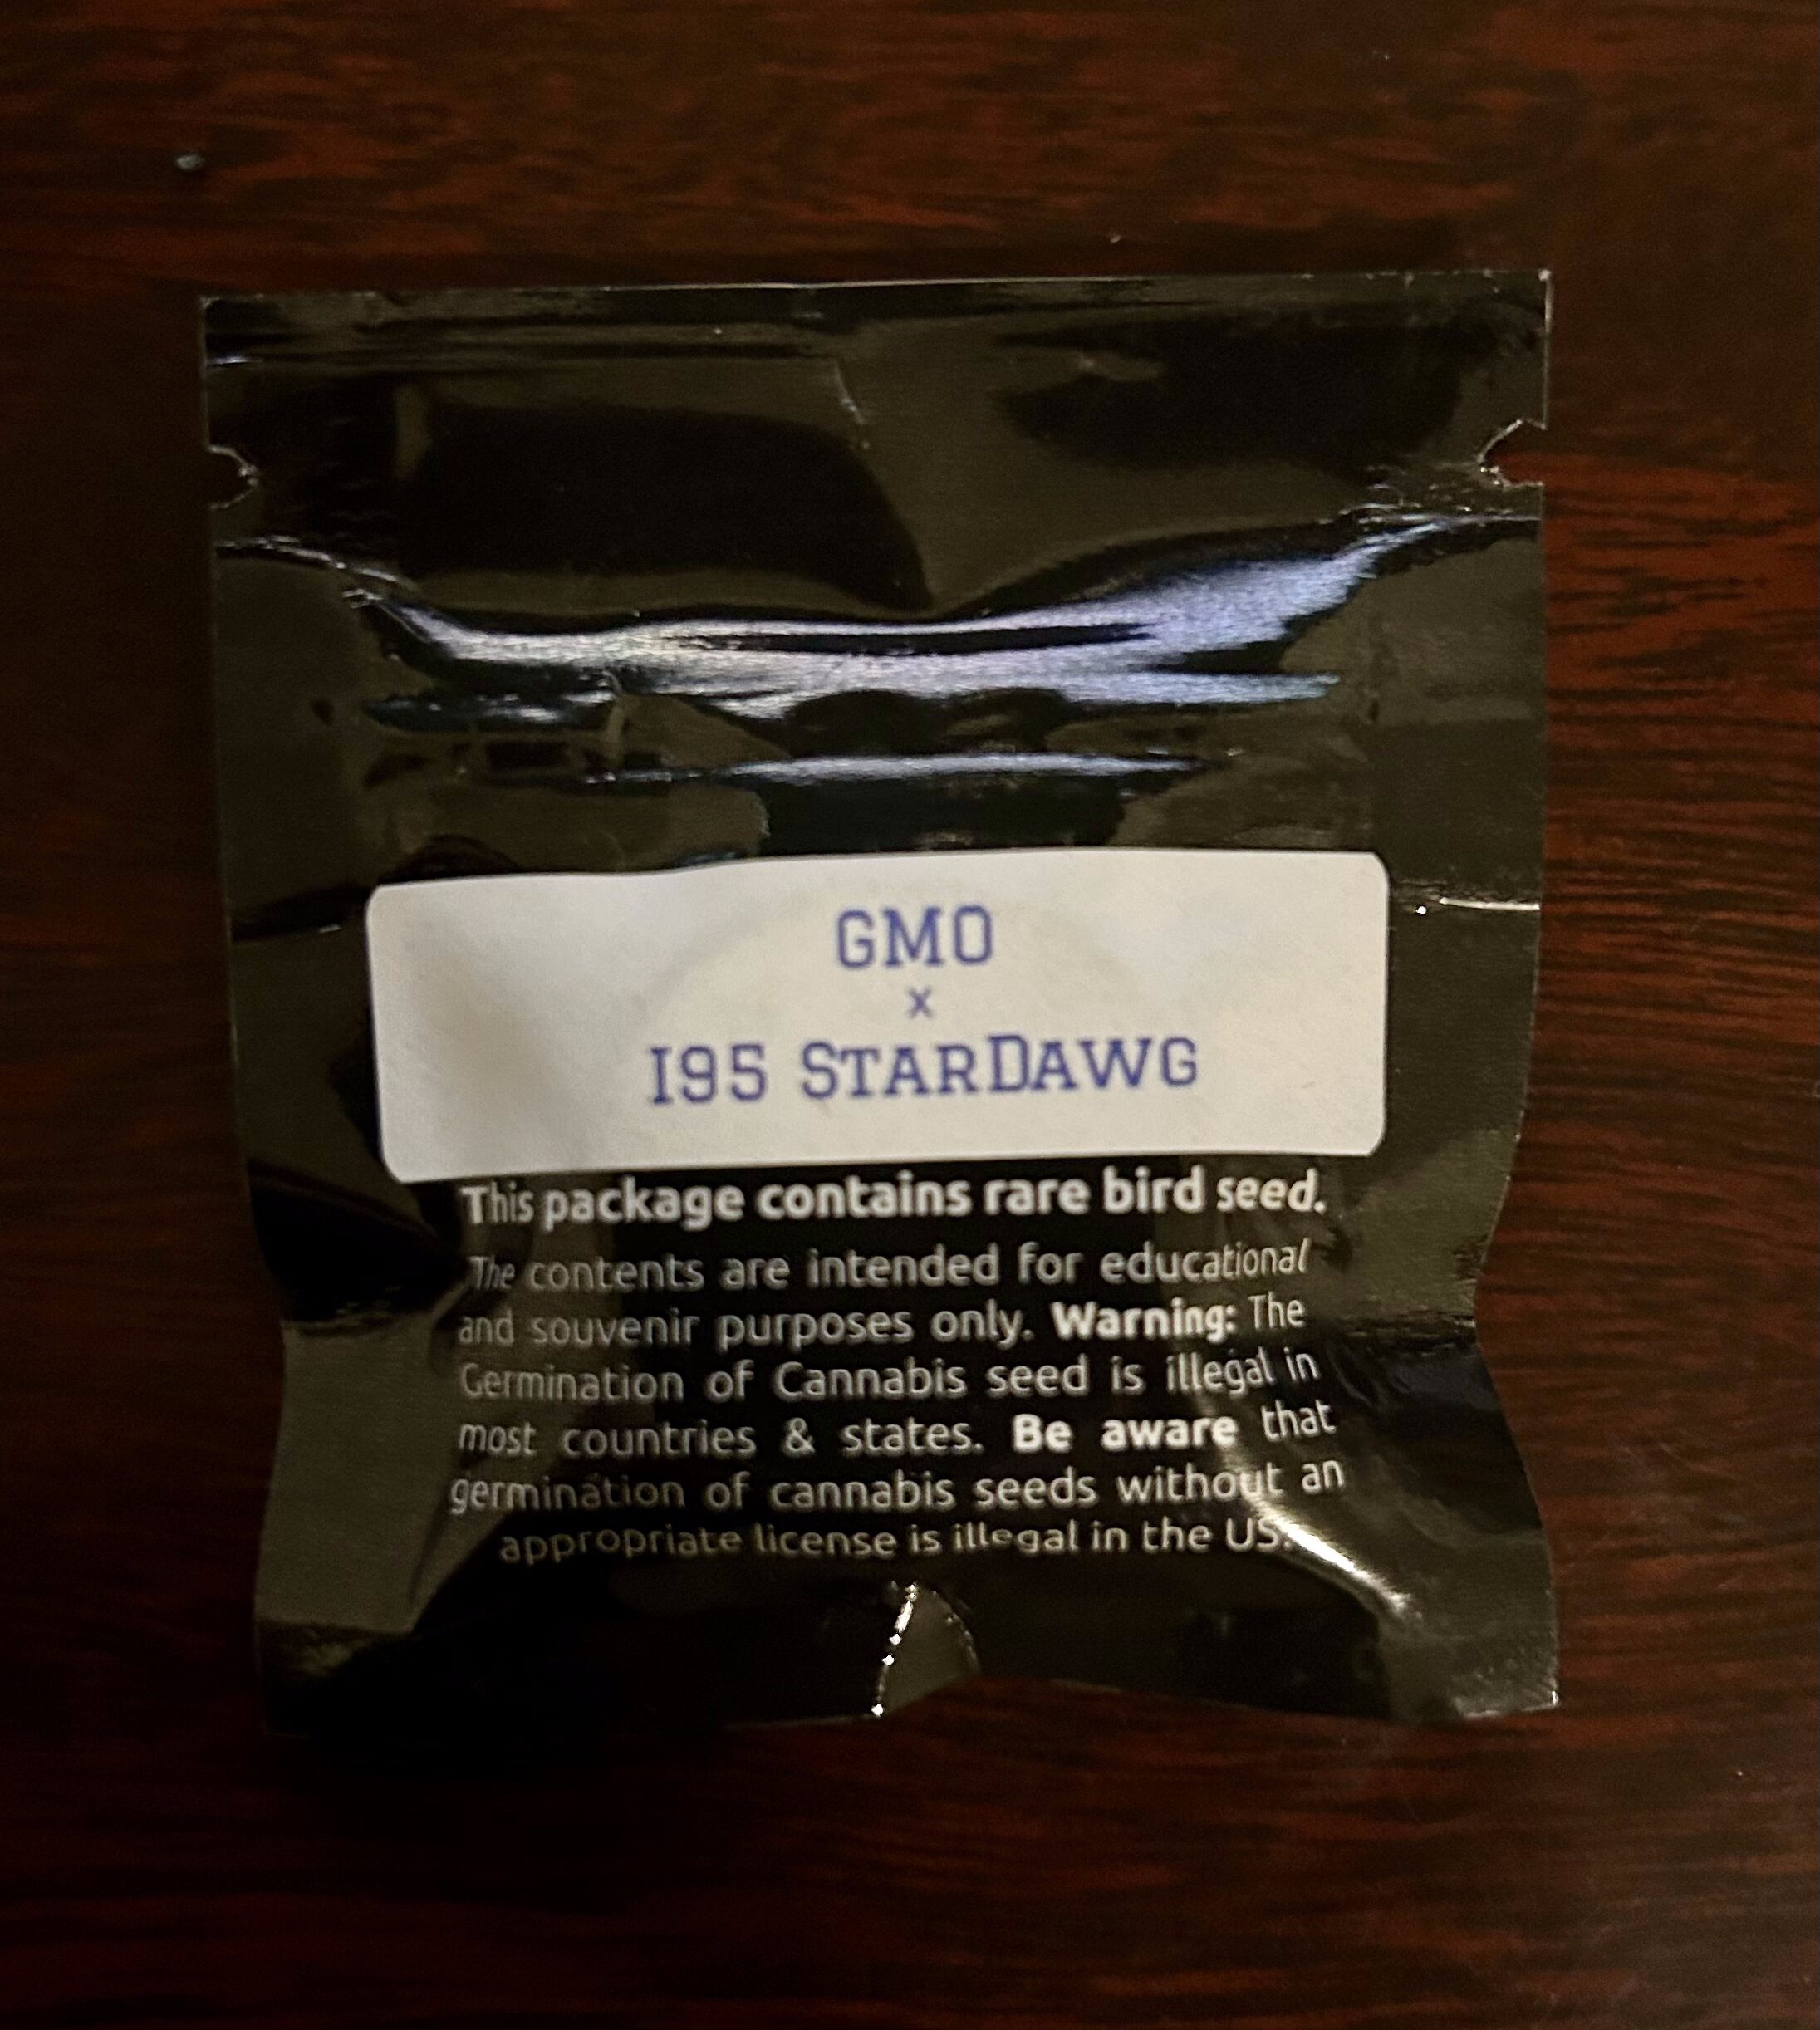 GMO
x
I95 StarDawg
This package contains rare bird seed.
The contents are intended for educational
and souvenir purposes only. Warning: The
Germination of Cannabis seed is illegal in
most countries & states. Be aware that
germination of cannabis seeds without an
appropriate license is illegal in the US.